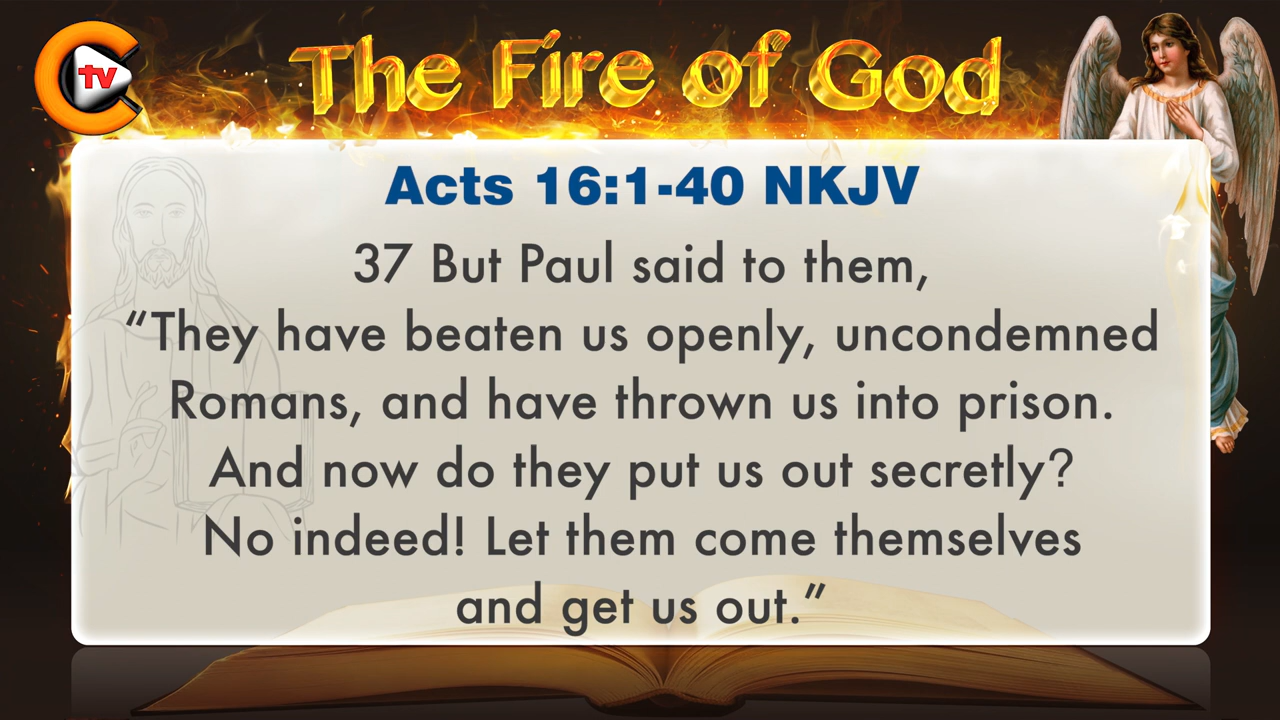 tv
The Fire of God
Acts 16:1-40 NKJV
37 But Paul said to them,
“They have beaten us openly, uncondemned
Romans, and have thrown us into prison.
And now do they put us out secretly?
No indeed! Let them come themselves
and get us out.”